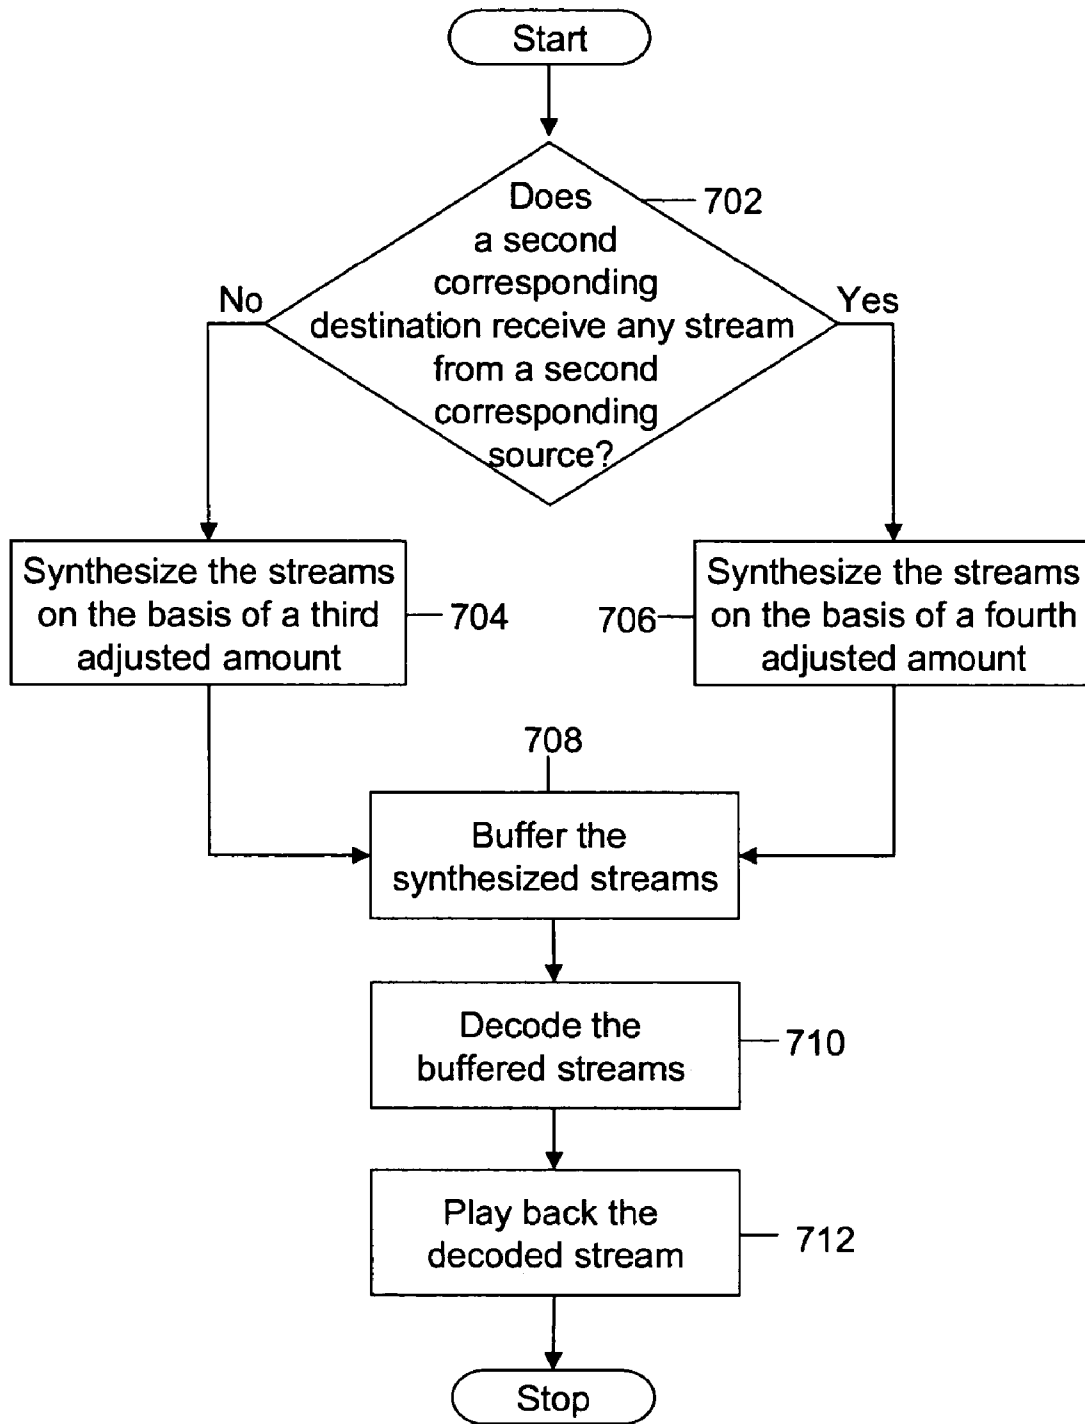 Start
Does
a second
corresponding
destination receive any stream
from a second
corresponding
source?
702
No
Yes
Synthesize the streams
on the basis of a third
adjusted amount
704
706
Synthesize the streams
on the basis of a fourth
adjusted amount
708
Buffer the
synthesized streams
Decode the
buffered streams
710
Play back the
decoded stream
712
Stop